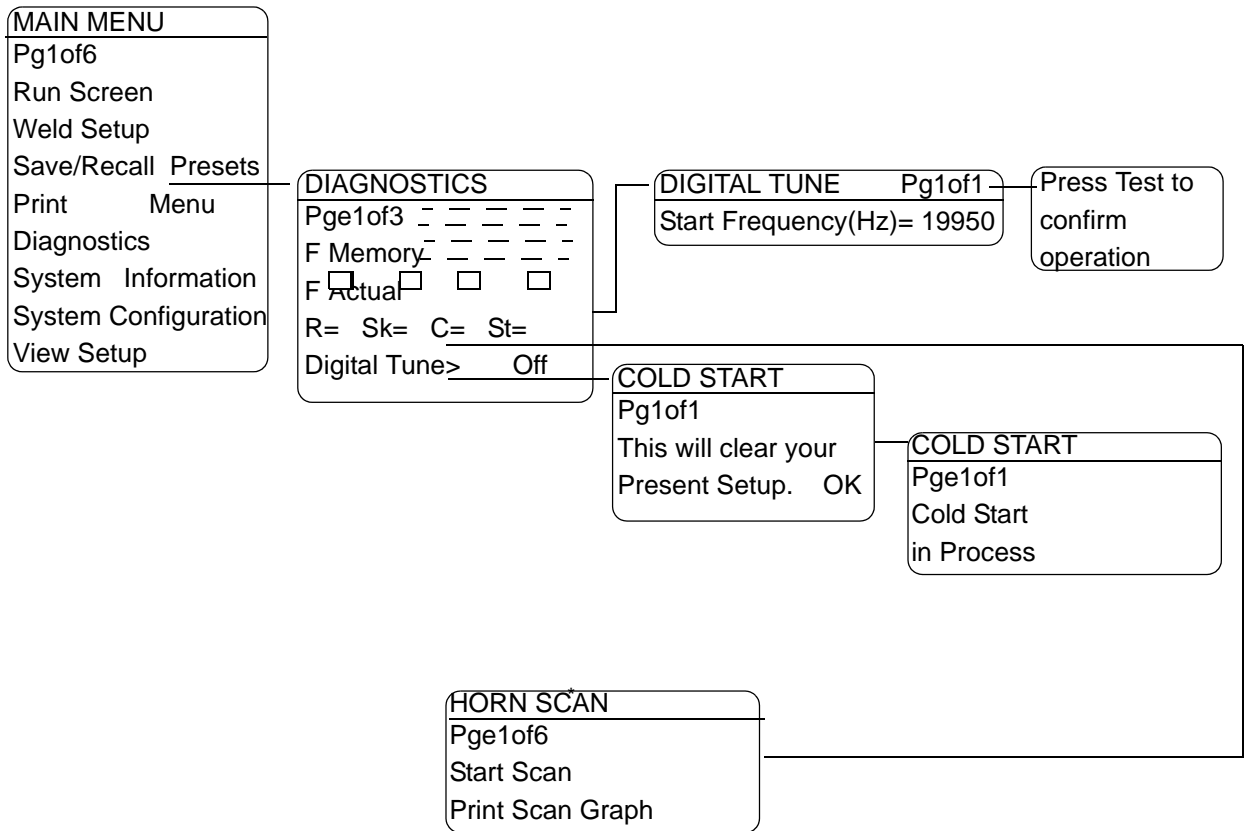 MAIN MENU
Pg1of6
Run Screen
Weld Setup
Save/Recall Presets
Print Menu
Diagnostics
System Information
System Configuration
View Setup
DIAGNOSTICS
Pge1of3
F Memory
F Actual
R= Sk= C= St=
Digital Tune> Off
DIGITAL TUNE Pg1of1
Start Frequency(Hz)= 19950
Press Test to
confirm
operation
COLD START
Pg1of1
This will clear your
Present Setup. OK
COLD START
Pge1of1
Cold Start
in Process
HORN SCAN*
Pge1of6
Start Scan
Print Scan Graph